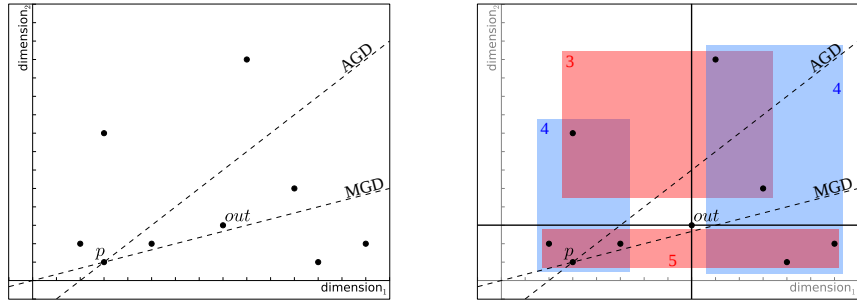 dimension₂
AGD
MGD
out
p
dimension₁
dimension₂
AGD
3
4
4
MGD
out
p
5
dimension₁